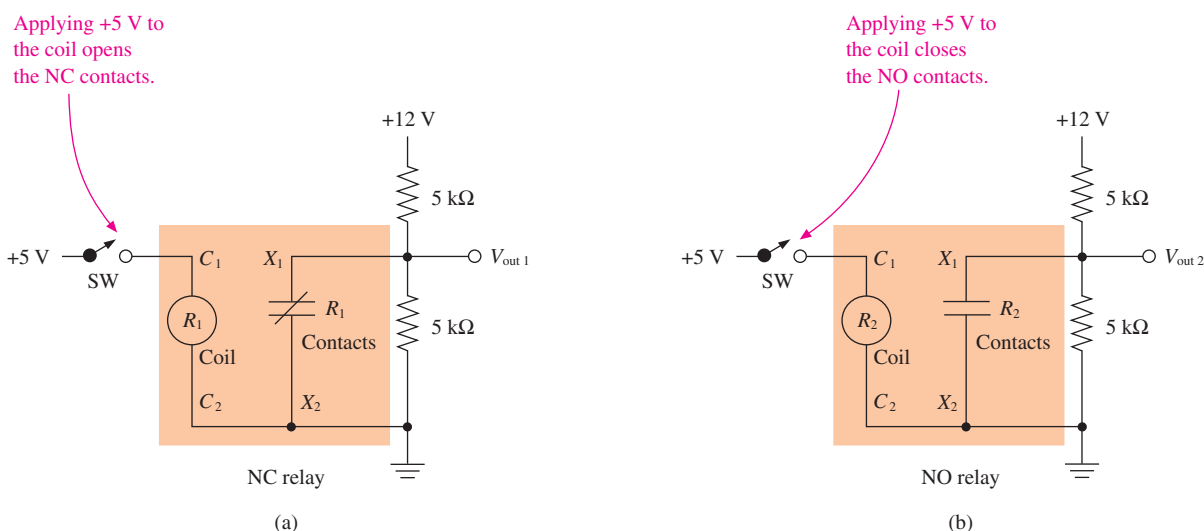 Applying +5 V to
the coil opens
the NC contacts.
+12 V
5 kΩ
+5 V
SW
C1
X1
Vout 1
R1
R1
5 kΩ
Coil
Contacts
C2
X2
NC relay
(a)
Applying +5 V to
the coil closes
the NO contacts.
+12 V
5 kΩ
+5 V
SW
C1
X1
Vout 2
R2
R2
5 kΩ
Coil
Contacts
C2
X2
NO relay
(b)